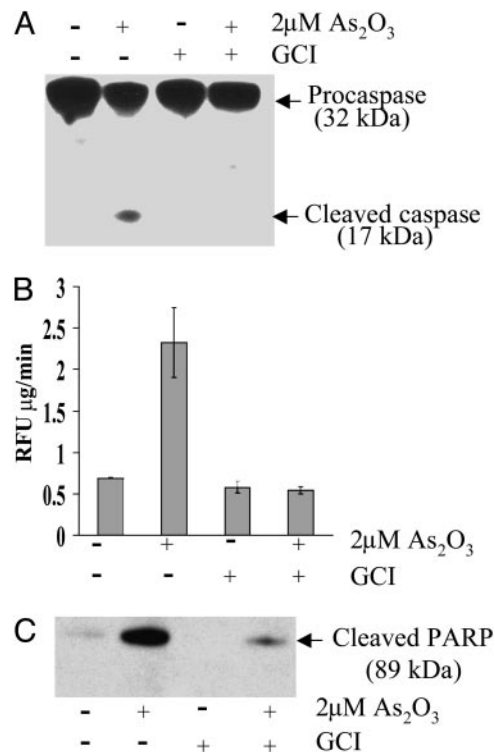 A
- + - + 2μM As₂O₃
- - + + GCI
Procaspase
(32 kDa)
Cleaved caspase
(17 kDa)
B
3
2.5
2
1.5
1
0.5
0
RFU μg/min
- + - + 2μM As₂O₃
- - + + GCI
C
Cleaved PARP
(89 kDa)
- + - + 2μM As₂O₃
- - + + GCI